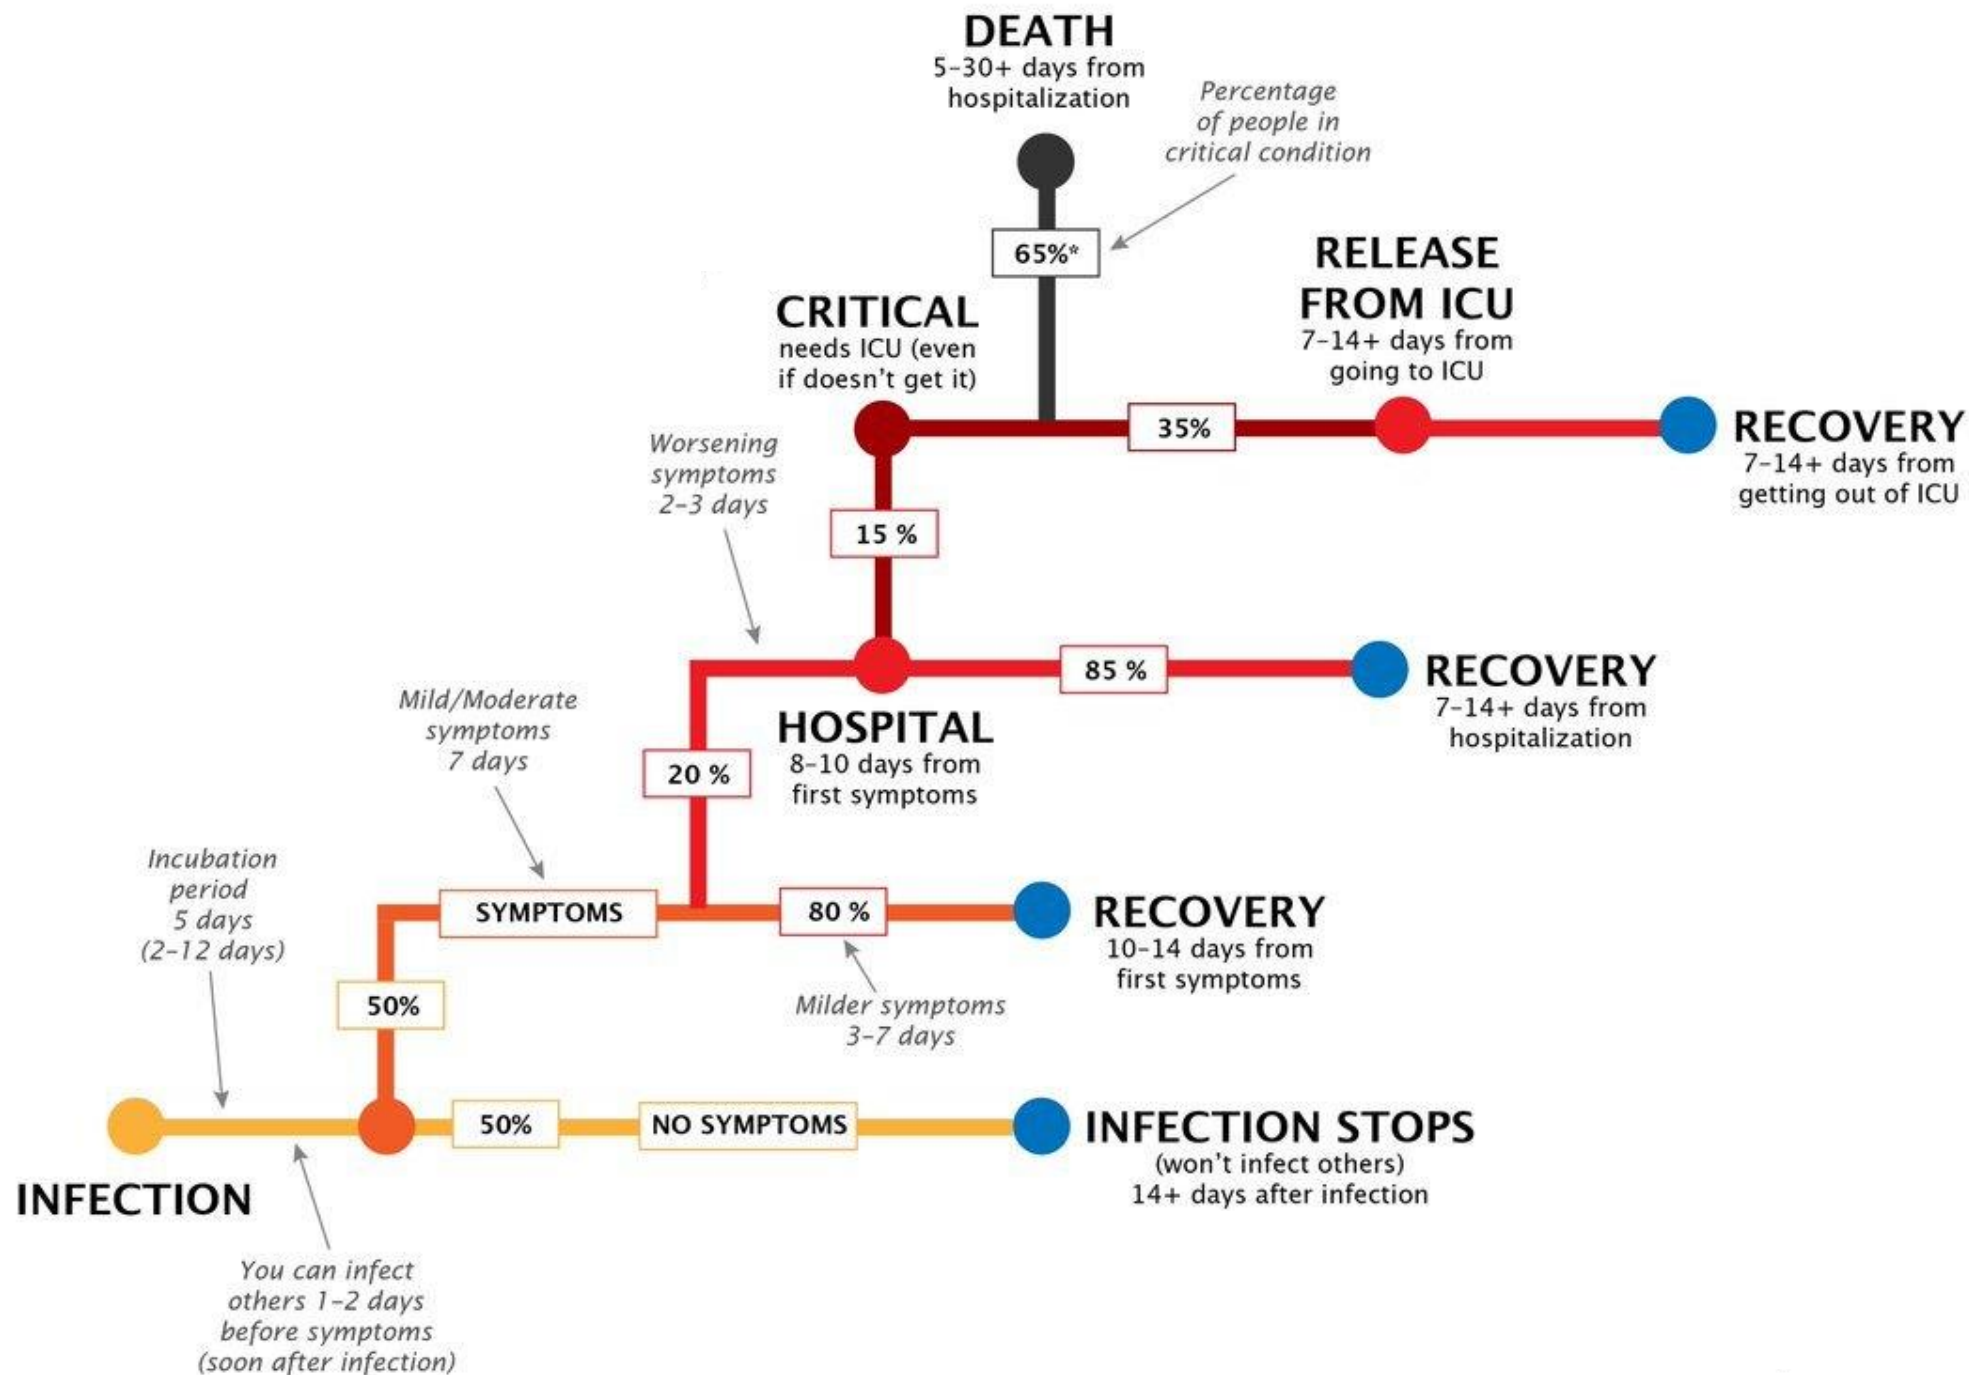 DEATH
5-30+ days from
hospitalization
Percentage
of people in
critical condition
65%*
RELEASE
FROM ICU
7-14+ days from
going to ICU
CRITICAL
needs ICU (even
if doesn't get it)
35%
RECOVERY
7-14+ days from
getting out of ICU
Worsening
symptoms
2-3 days
15 %
85 %
RECOVERY
7-14+ days from
hospitalization
HOSPITAL
8-10 days from
first symptoms
Mild/Moderate
symptoms
7 days
20 %
Incubation
period
5 days
(2-12 days)
SYMPTOMS
80 %
RECOVERY
10-14 days from
first symptoms
Milder symptoms
3-7 days
50%
50%
NO SYMPTOMS
INFECTION STOPS
(won't infect others)
14+ days after infection
INFECTION
You can infect
others 1-2 days
before symptoms
(soon after infection)